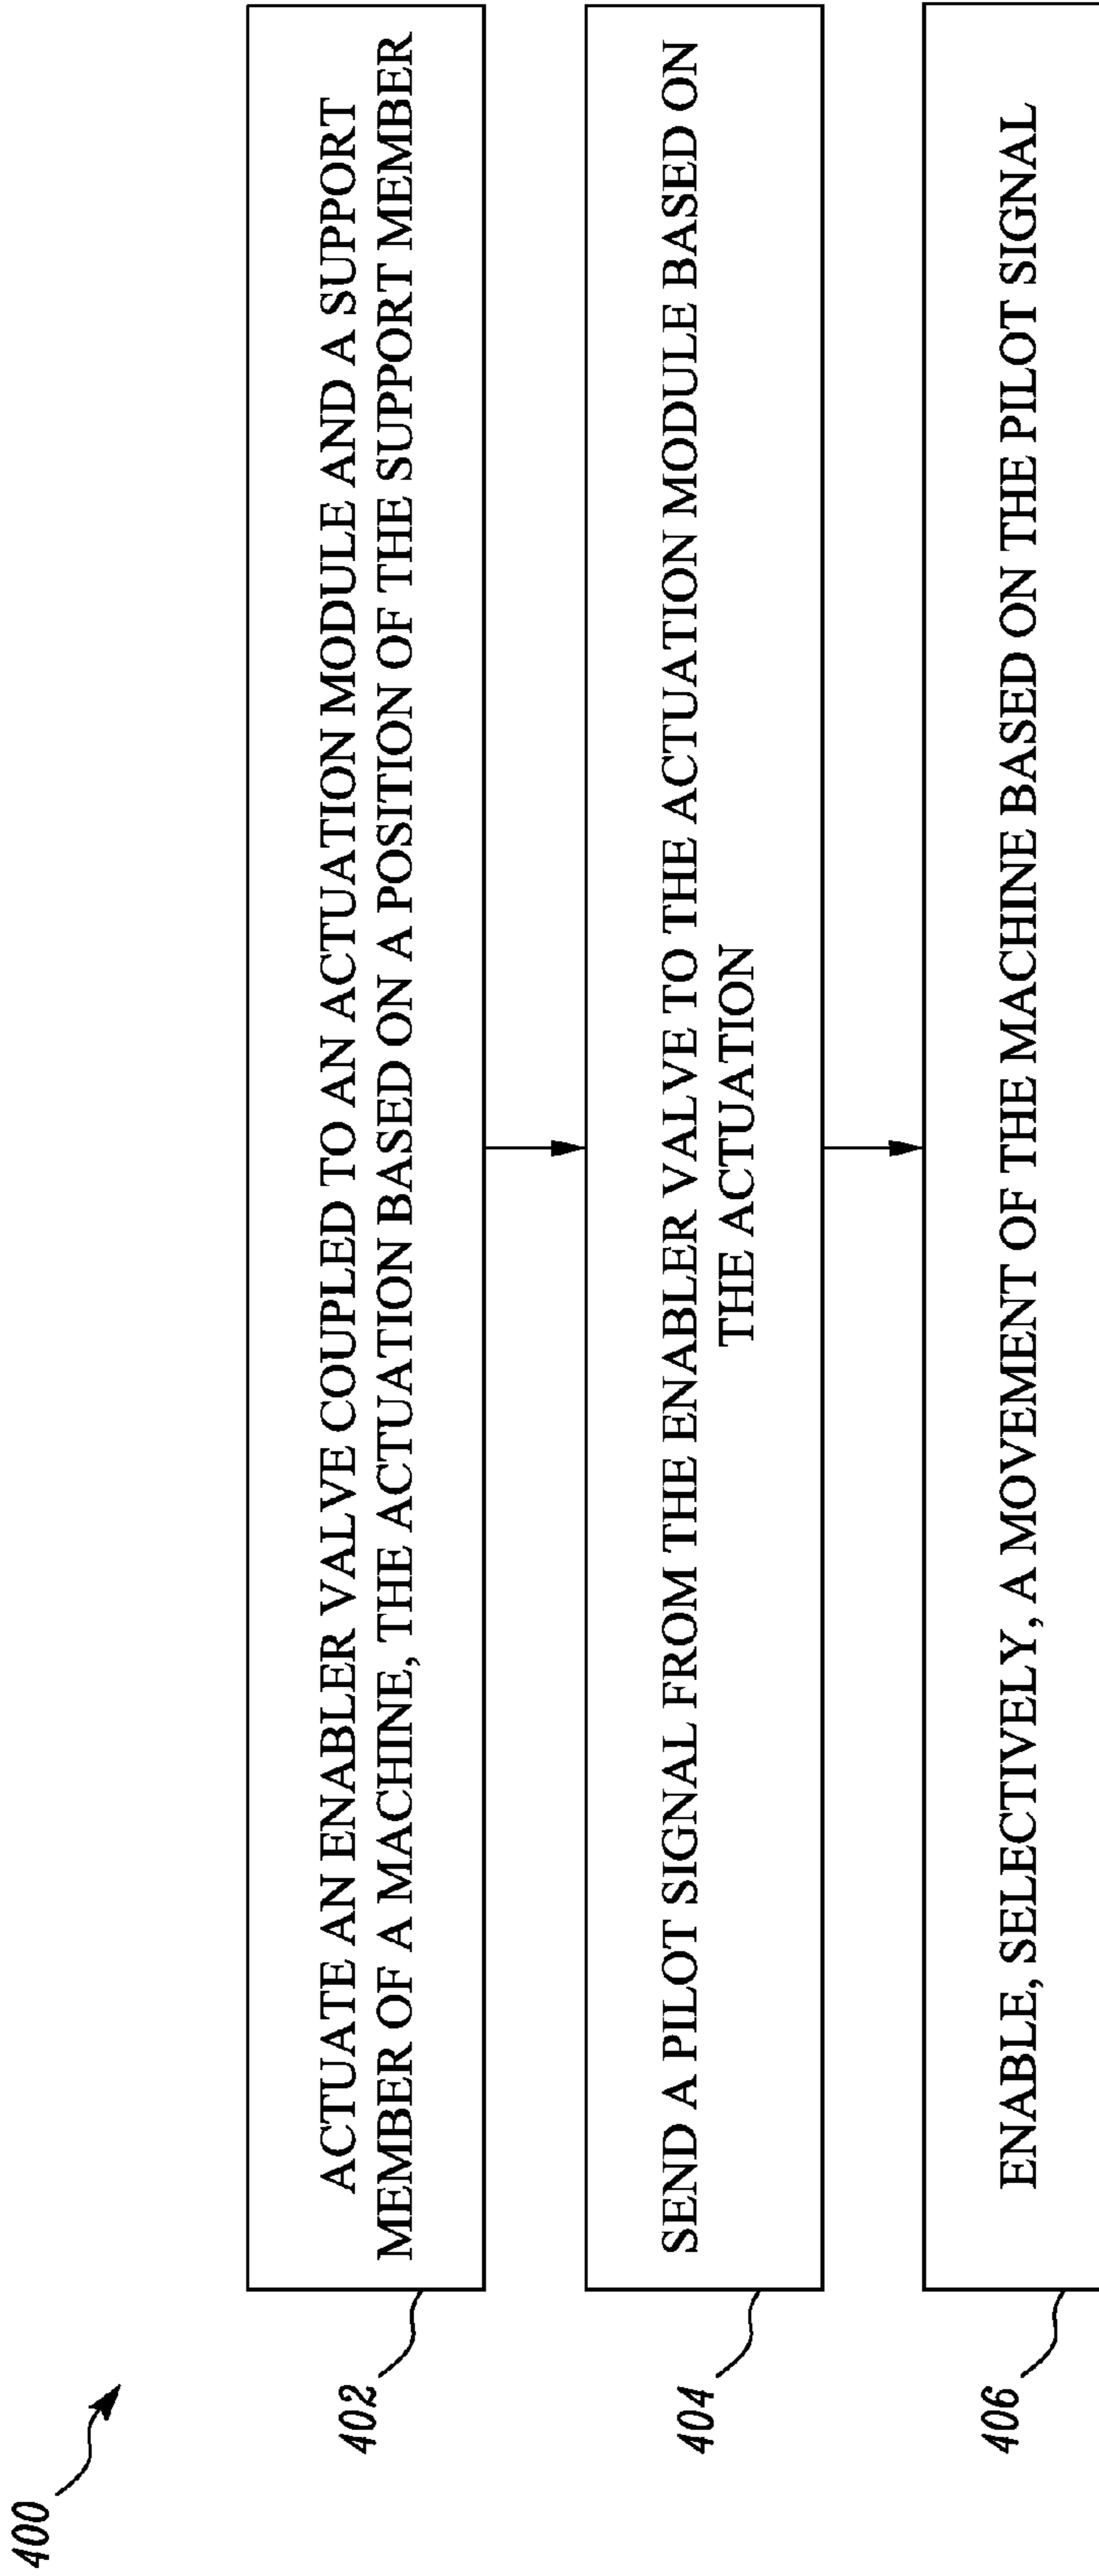 400
402
ACTUATE AN ENABLER VALVE COUPLED TO AN ACTUATION MODULE AND A SUPPORT
MEMBER OF A MACHINE, THE ACTUATION BASED ON A POSITION OF THE SUPPORT MEMBER
404
SEND A PILOT SIGNAL FROM THE ENABLER VALVE TO THE ACTUATION MODULE BASED ON
THE ACTUATION
406
ENABLE, SELECTIVELY, A MOVEMENT OF THE MACHINE BASED ON THE PILOT SIGNAL